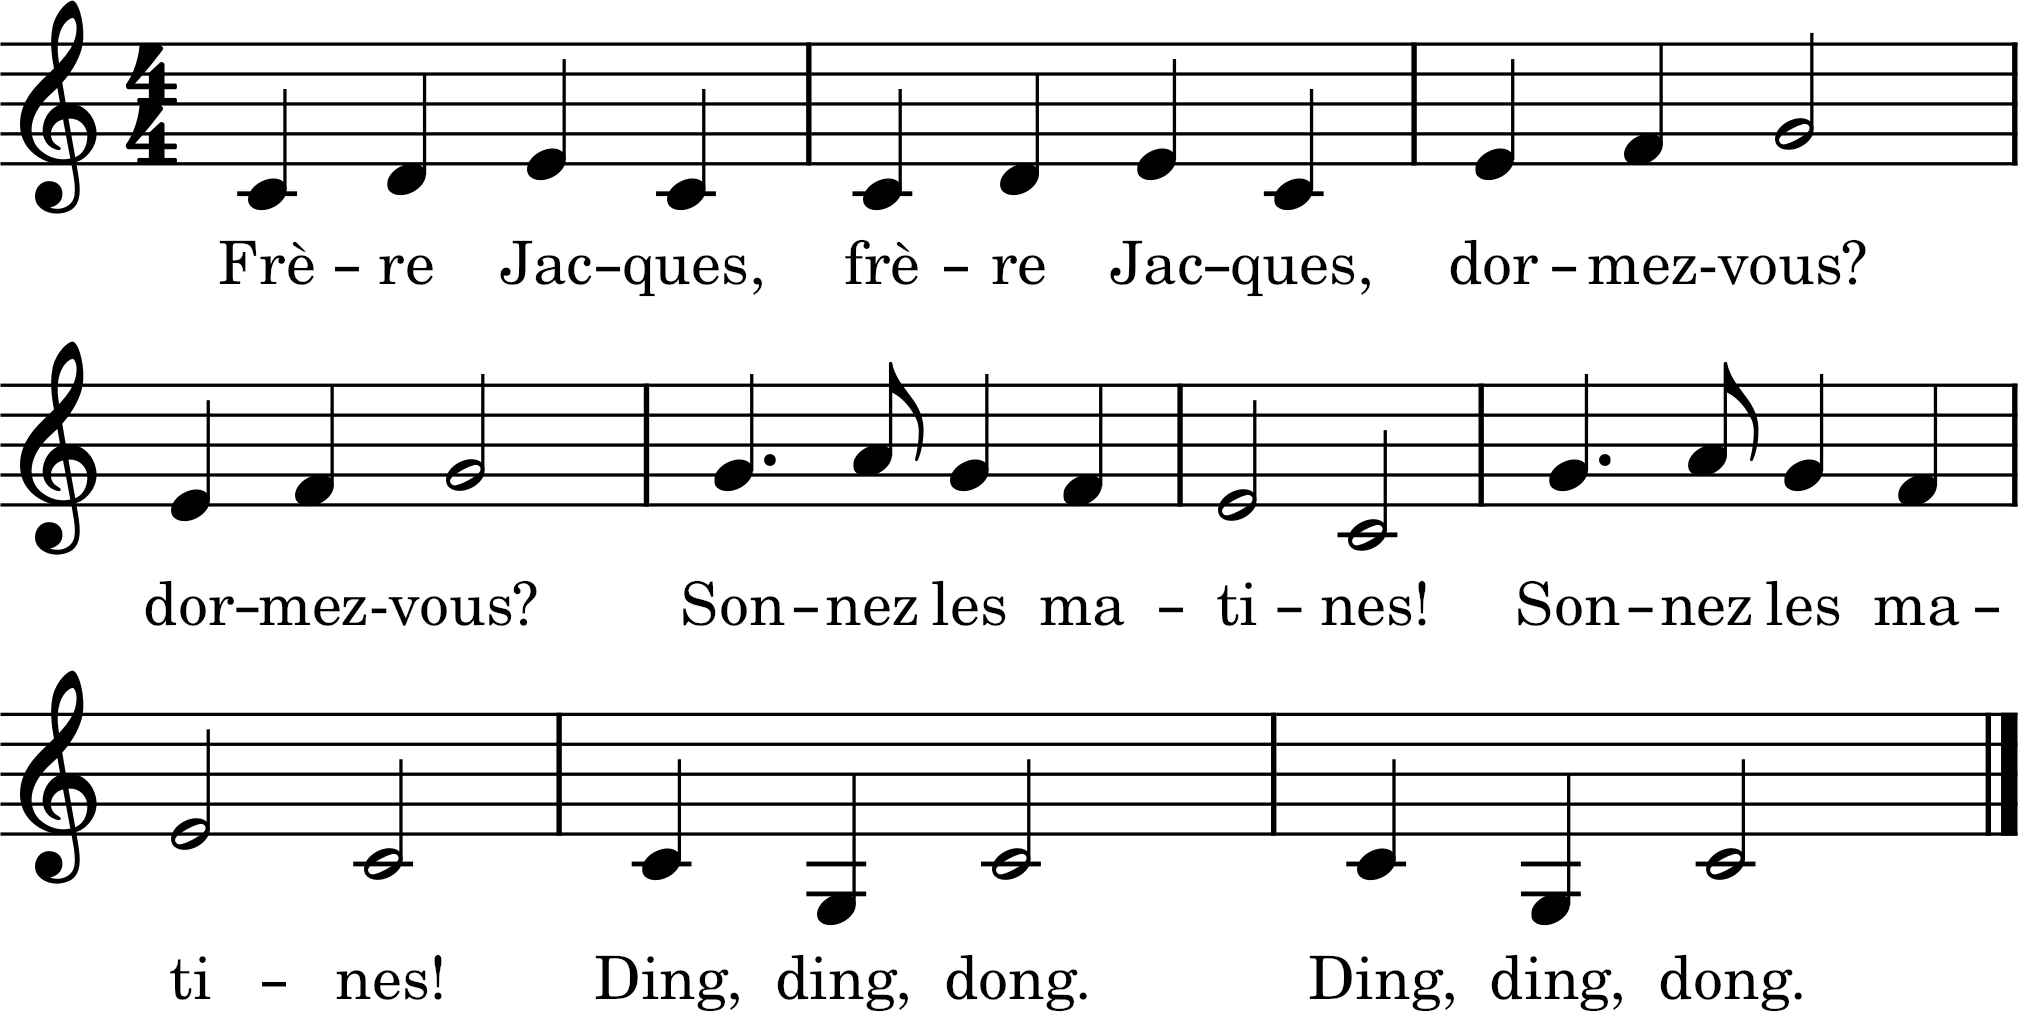 Frè – re Jac–ques, frè – re Jac–ques, dor – mez-vous?
dor–mez-vous? Son–nez les ma – ti – nes! Son–nez les ma –
ti – nes! Ding, ding, dong. Ding, ding, dong.